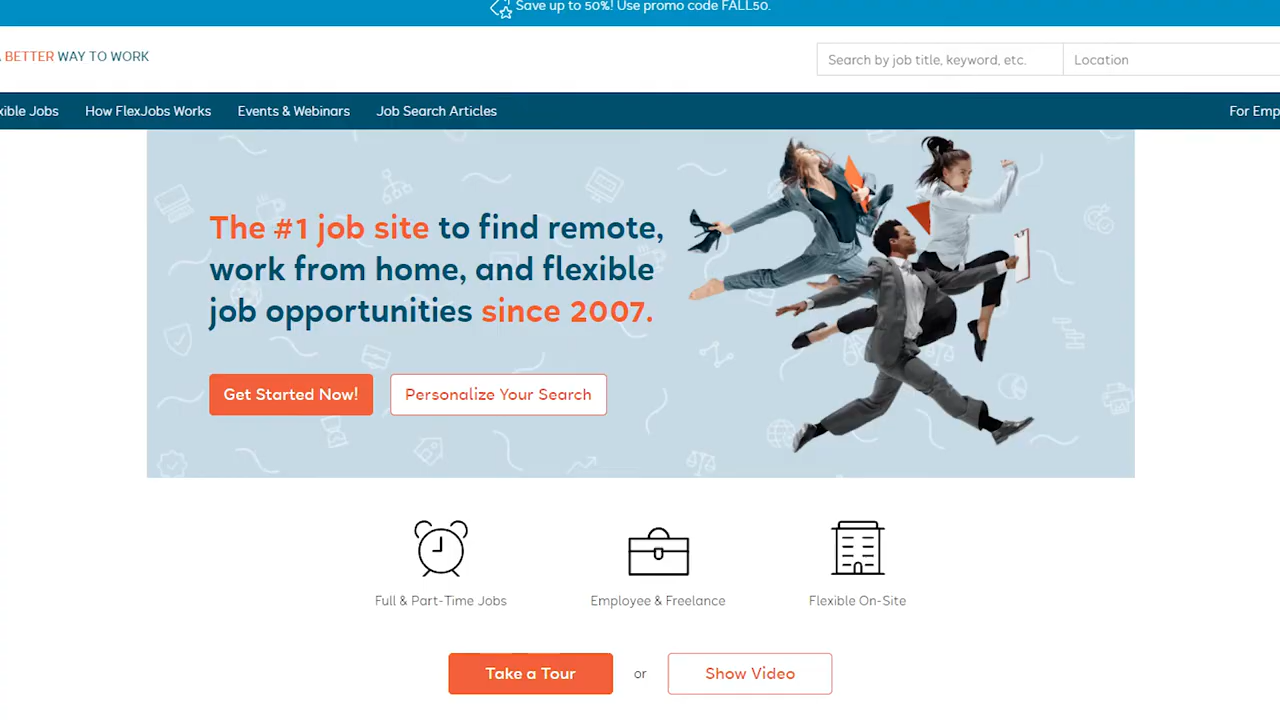 Save up to 50%! Use promo code FALL50.
BETTER WAY TO WORK
Search by job title, keyword, etc.
Location
Jobs
How FlexJobs Works
Events & Webinars
Job Search Articles
For
The #1 job site to find remote,
work from home, and flexible
job opportunities since 2007.
Get Started Now!
Personalize Your Search
Full & Part-Time Jobs
Employee & Freelance
Flexible On-Site
Take a Tour
or
Show Video